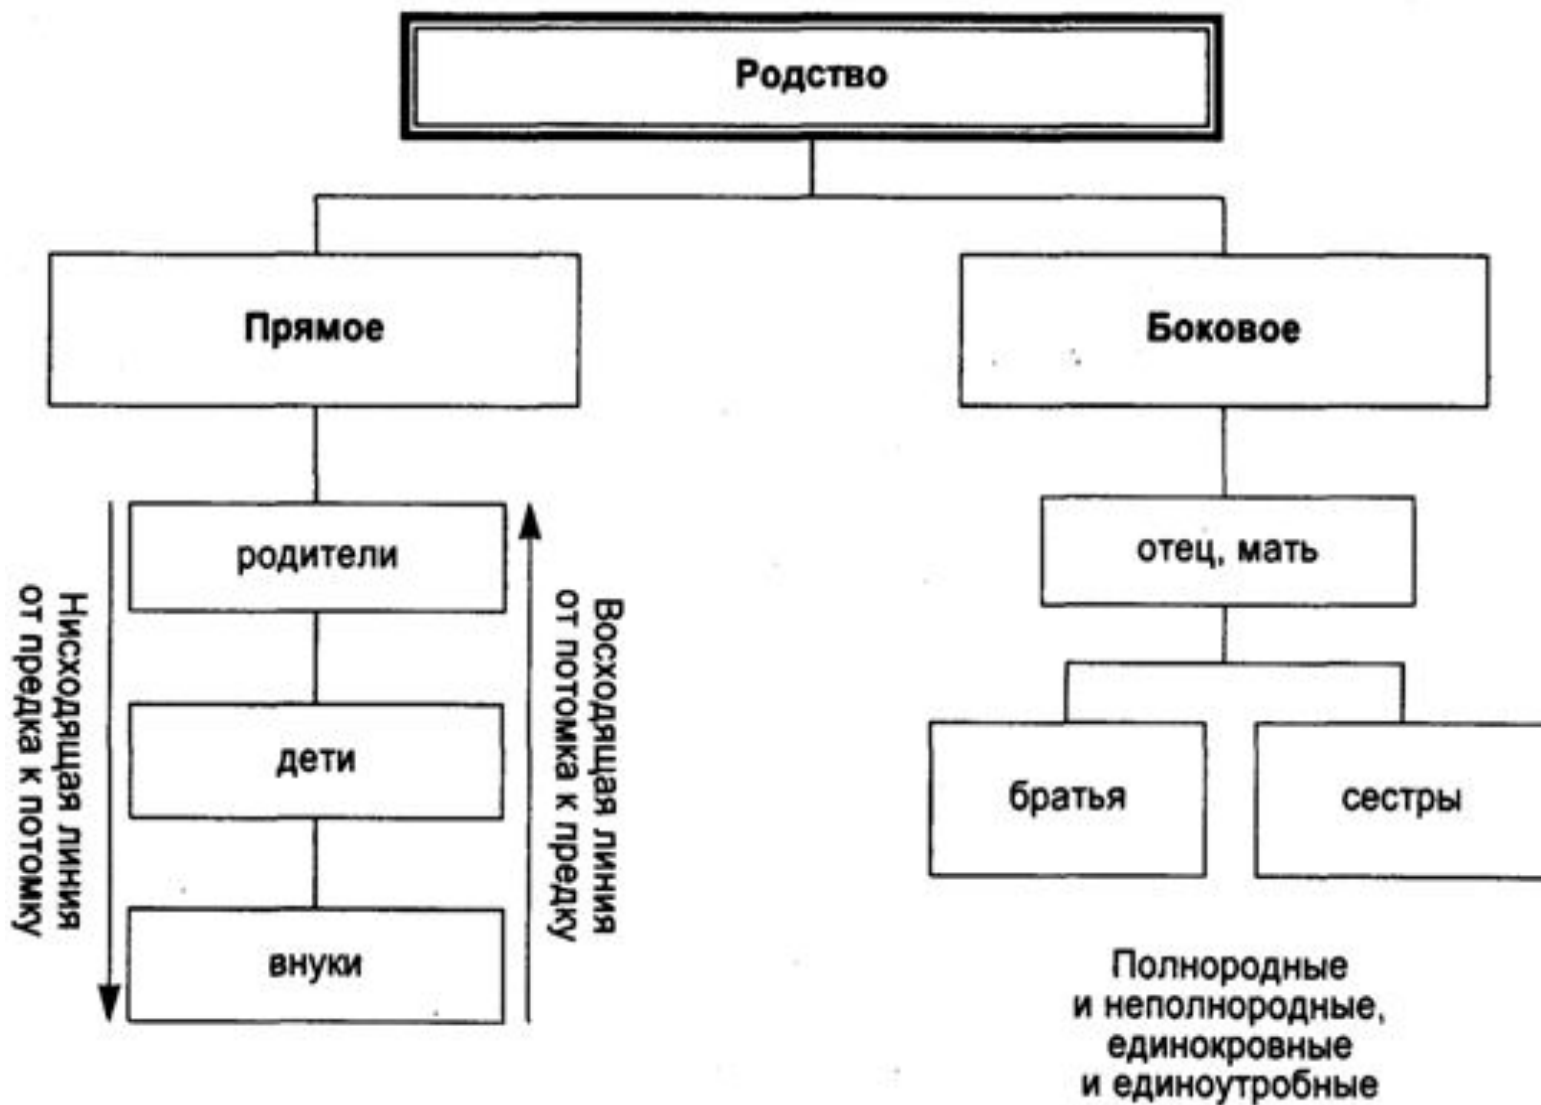 Родство
Прямое
Боковое
родители
дети
внуки
Нисходящая линия
от предка к потомку
Восходящая линия
от потомка к предку
отец, мать
братья
сестры
Полнородные
и неполнородные,
единокровные
и единоутробные